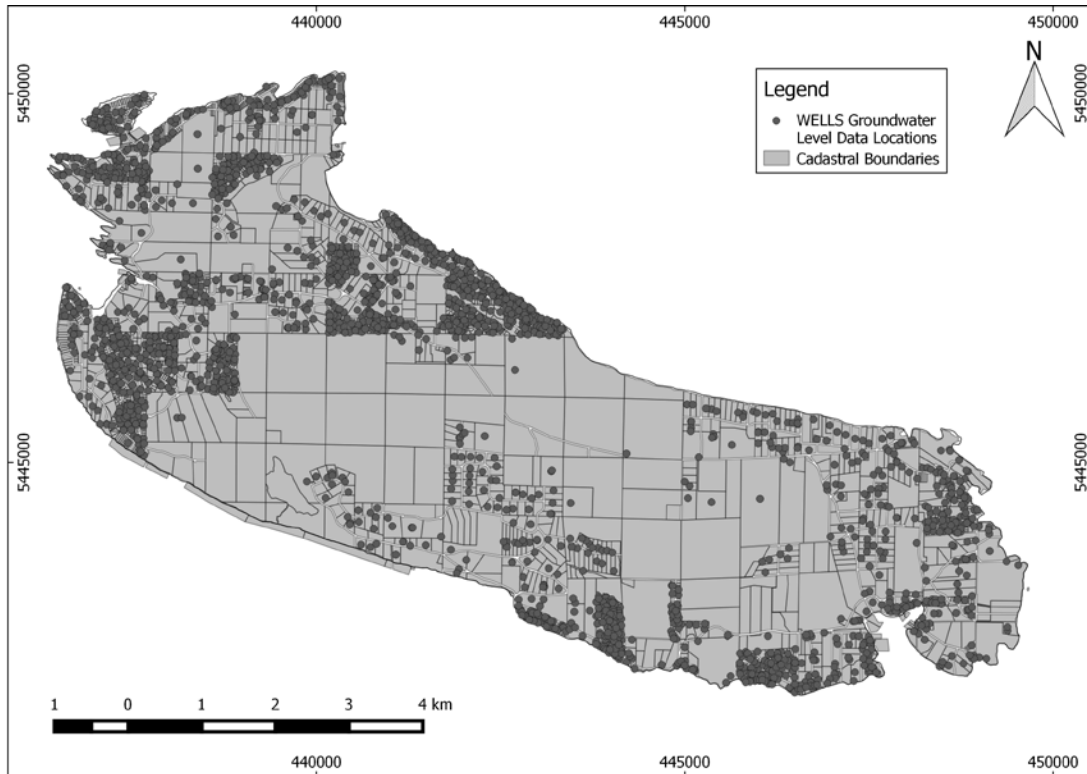 440000
445000
450000
5450000
5450000
N
Legend
WELLS Groundwater
Level Data Locations
Cadastral Boundaries
5445000
5445000
1 0 1 2 3 4 km
440000
445000
450000